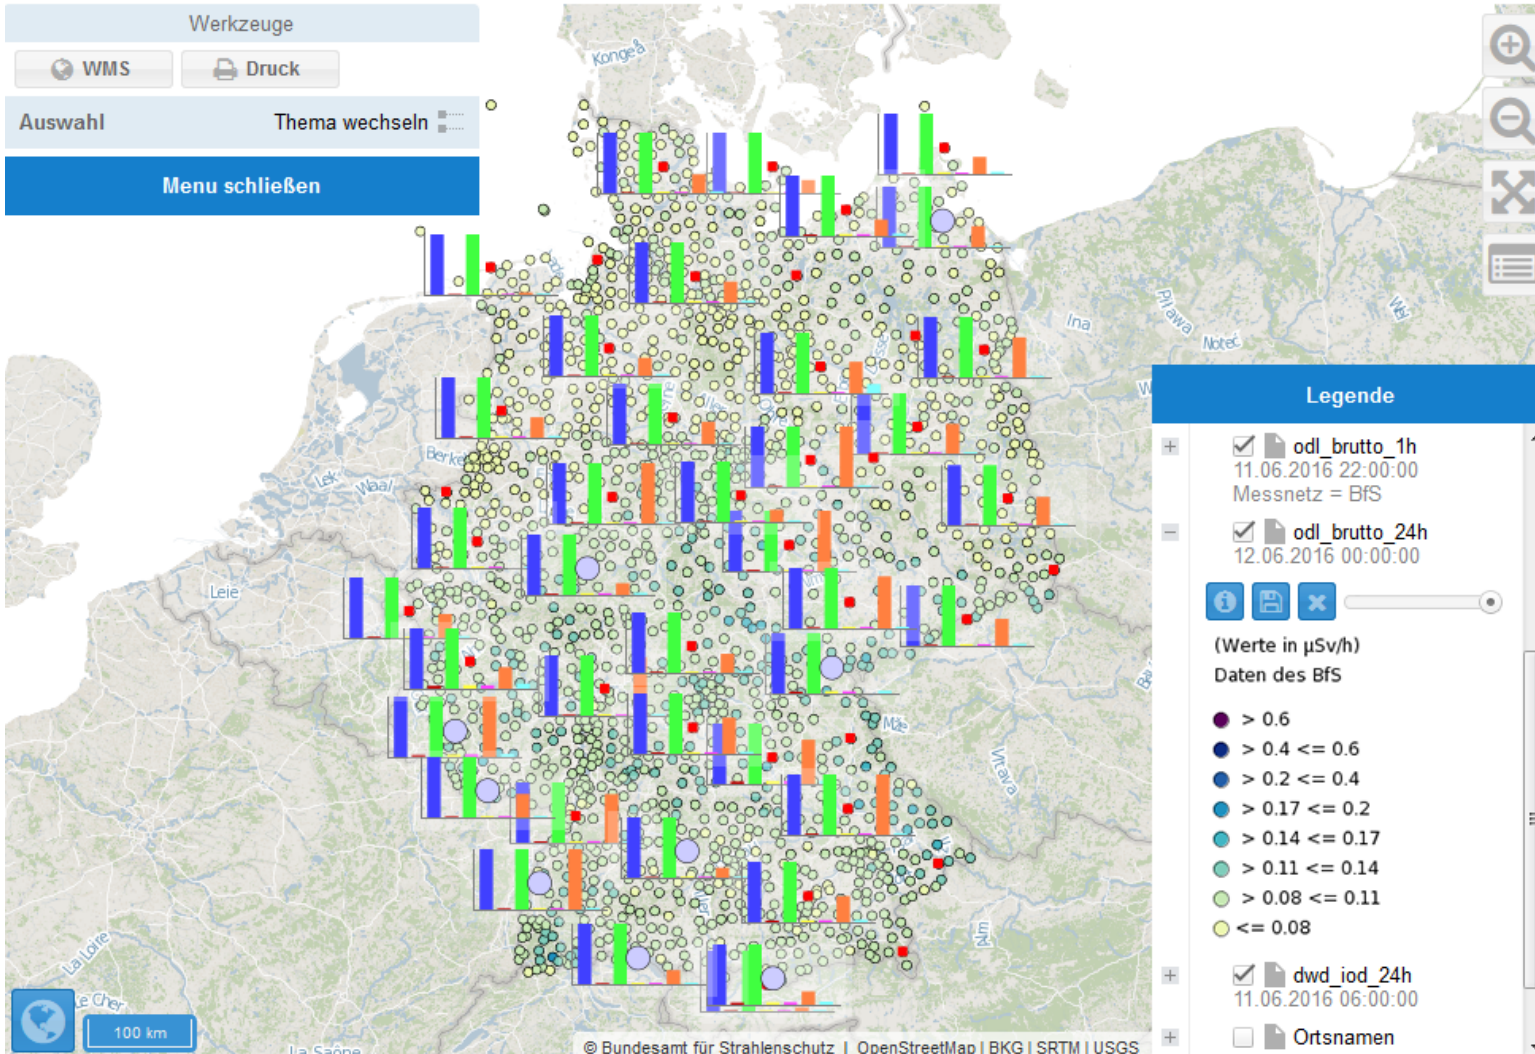 Werkzeuge
WMS
Druck
Auswahl
Thema wechseln
Menu schließen
Kongeå
Ina
Piława
Noteć
Berkel
Lek
Waal
Leie
Mže
Vltava
La Loire
Le Cher
La Saône
100 km
Legende
odl_brutto_1h
11.06.2016 22:00:00
Messnetz = BfS
odl_brutto_24h
12.06.2016 00:00:00
(Werte in µSv/h)
Daten des BfS
> 0.6
> 0.4 <= 0.6
> 0.2 <= 0.4
> 0.17 <= 0.2
> 0.14 <= 0.17
> 0.11 <= 0.14
> 0.08 <= 0.11
<= 0.08
dwd_iod_24h
11.06.2016 06:00:00
Ortsnamen
© Bundesamt für Strahlenschutz | OpenStreetMap | BKG | SRTM | USGS